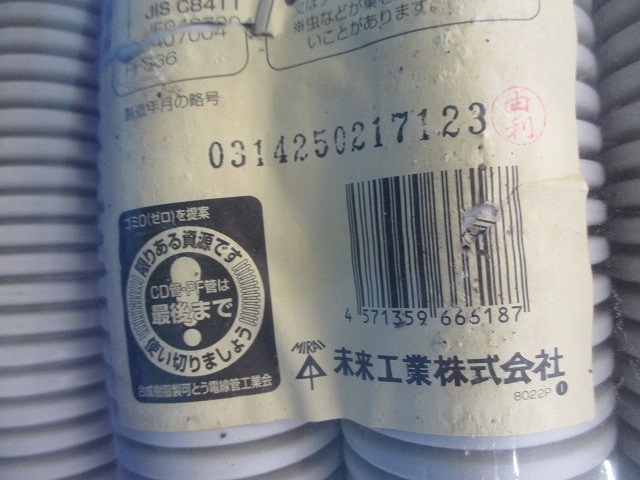 JIS C8411
※虫などが巣を
いことがあります。
製造年月の略号
0314250217123
由利
ゴミ0(ゼロ)を提案
限りある資源です
CD管・PF管は
最後まで
使い切りましょう
合成樹脂製可とう電線管工業会
4 571359 666187
MIRAI
未来工業株式会社
8022P 1